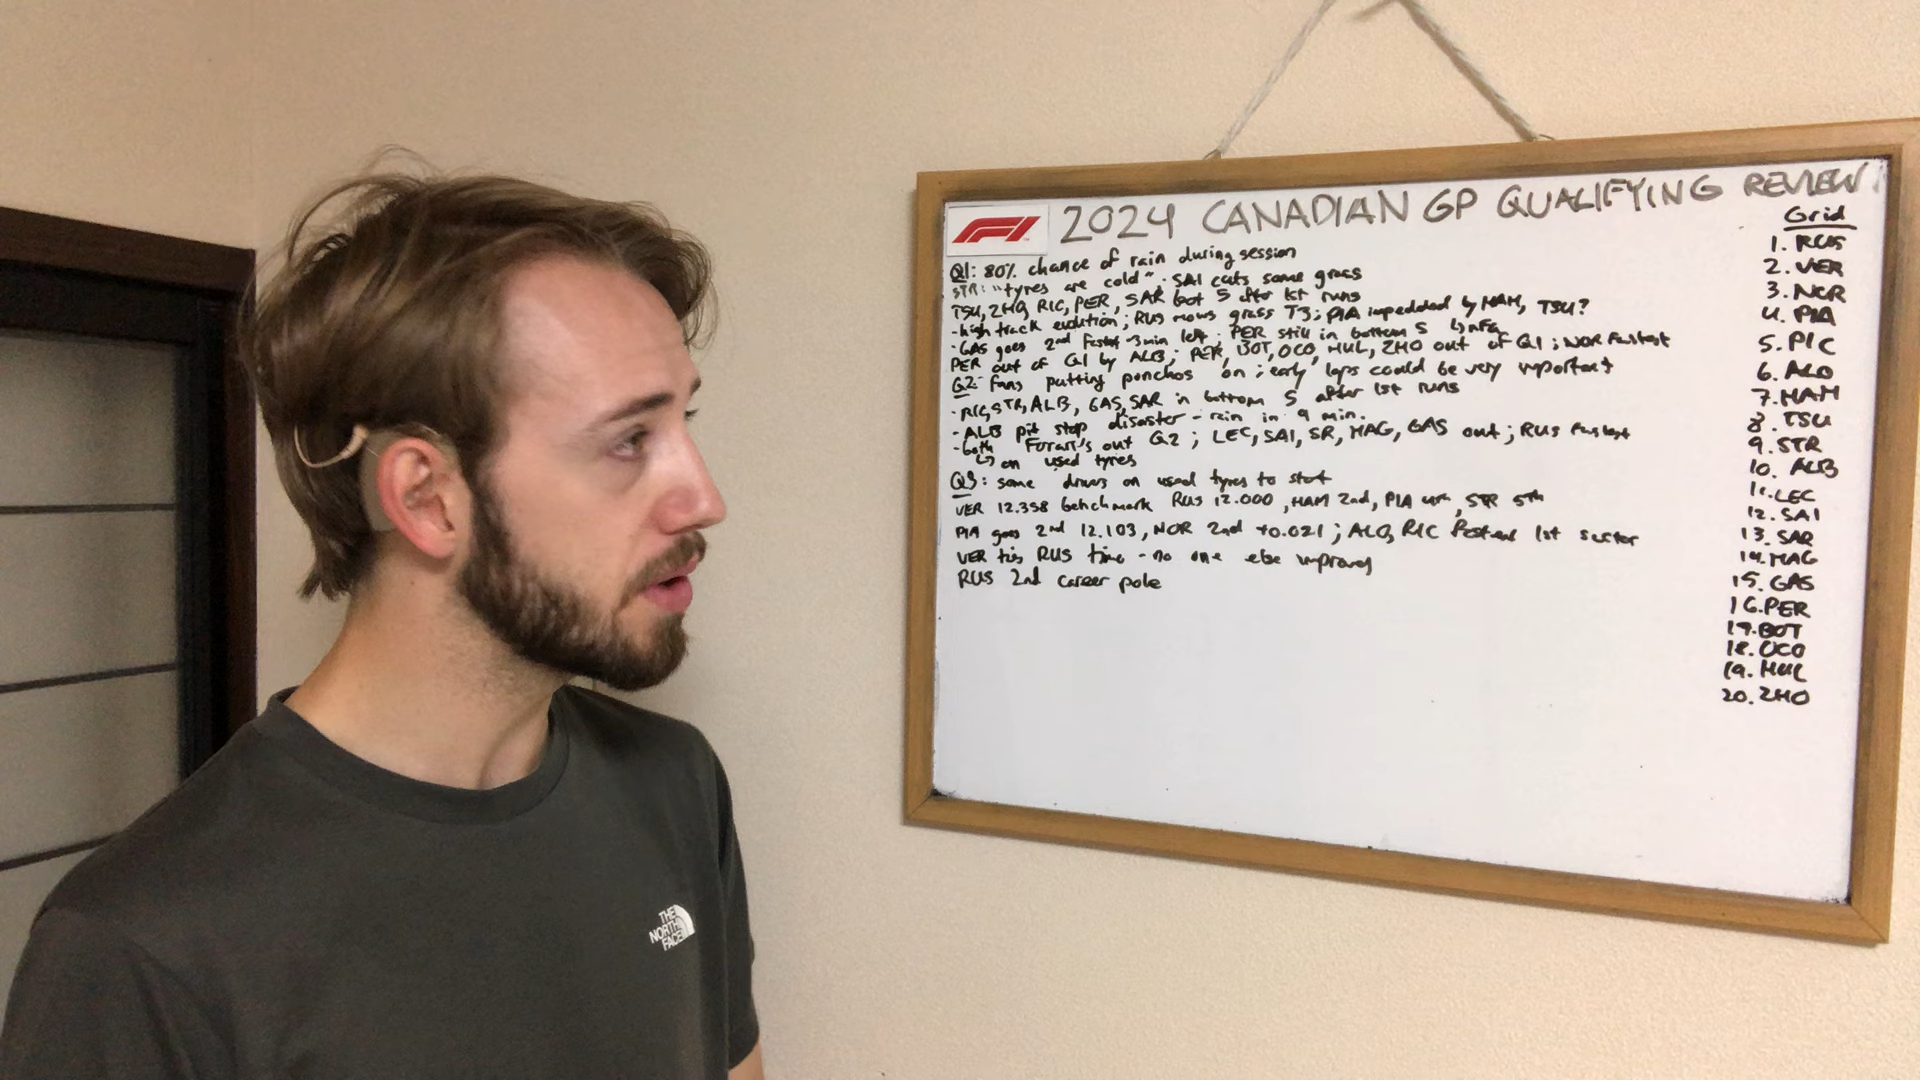 F1 2024 CANADIAN GP QUALIFYING REVIEW
Q1: 80% chance of rain during session
STR: "tyres are cold". SAI cuts some grass
TSU, ZHO, RIC, PER, SAR bot 5 after 1st runs
-high track evolution; RUS mows grass T3; PIA impedded by MAM, TSU?
-GAS goes 2nd fastest ~3min left. PER still in bottom 5 ↳NFA
PER out of Q1 by ALB; PER, BOT, OCO, HUL, ZHO out of Q1; NOR fastest
Q2: Fans putting ponchos on; early laps could be very important
-RIC, STR, ALB, GAS, SAR in bottom 5 after 1st runs
-ALB pit stop disaster - rain in 9 min.
-both Ferrari's out Q2; LEC, SAI, SR, MAG, GAS out; RUS fastest
↳ on used tyres
Q3: some drivers on used tyres to start
VER 12.358 benchmark RUS 12.000, HAM 2nd, PIA 4th, STR 5th
PIA goes 2nd 12.103, NOR 2nd +0.021; ALO, RIC fastest 1st sector
VER ties RUS time - no one else improves
RUS 2nd career pole
Grid
1. RUS
2. VER
3. NOR
4. PIA
5. PIC
6. ALO
7. HAM
8. TSU
9. STR
10. ALB
11. LEC
12. SAI
13. SAR
14. MAG
15. GAS
16. PER
17. BOT
18. OCO
19. HUL
20. ZHO
THE
NORTH
FACE